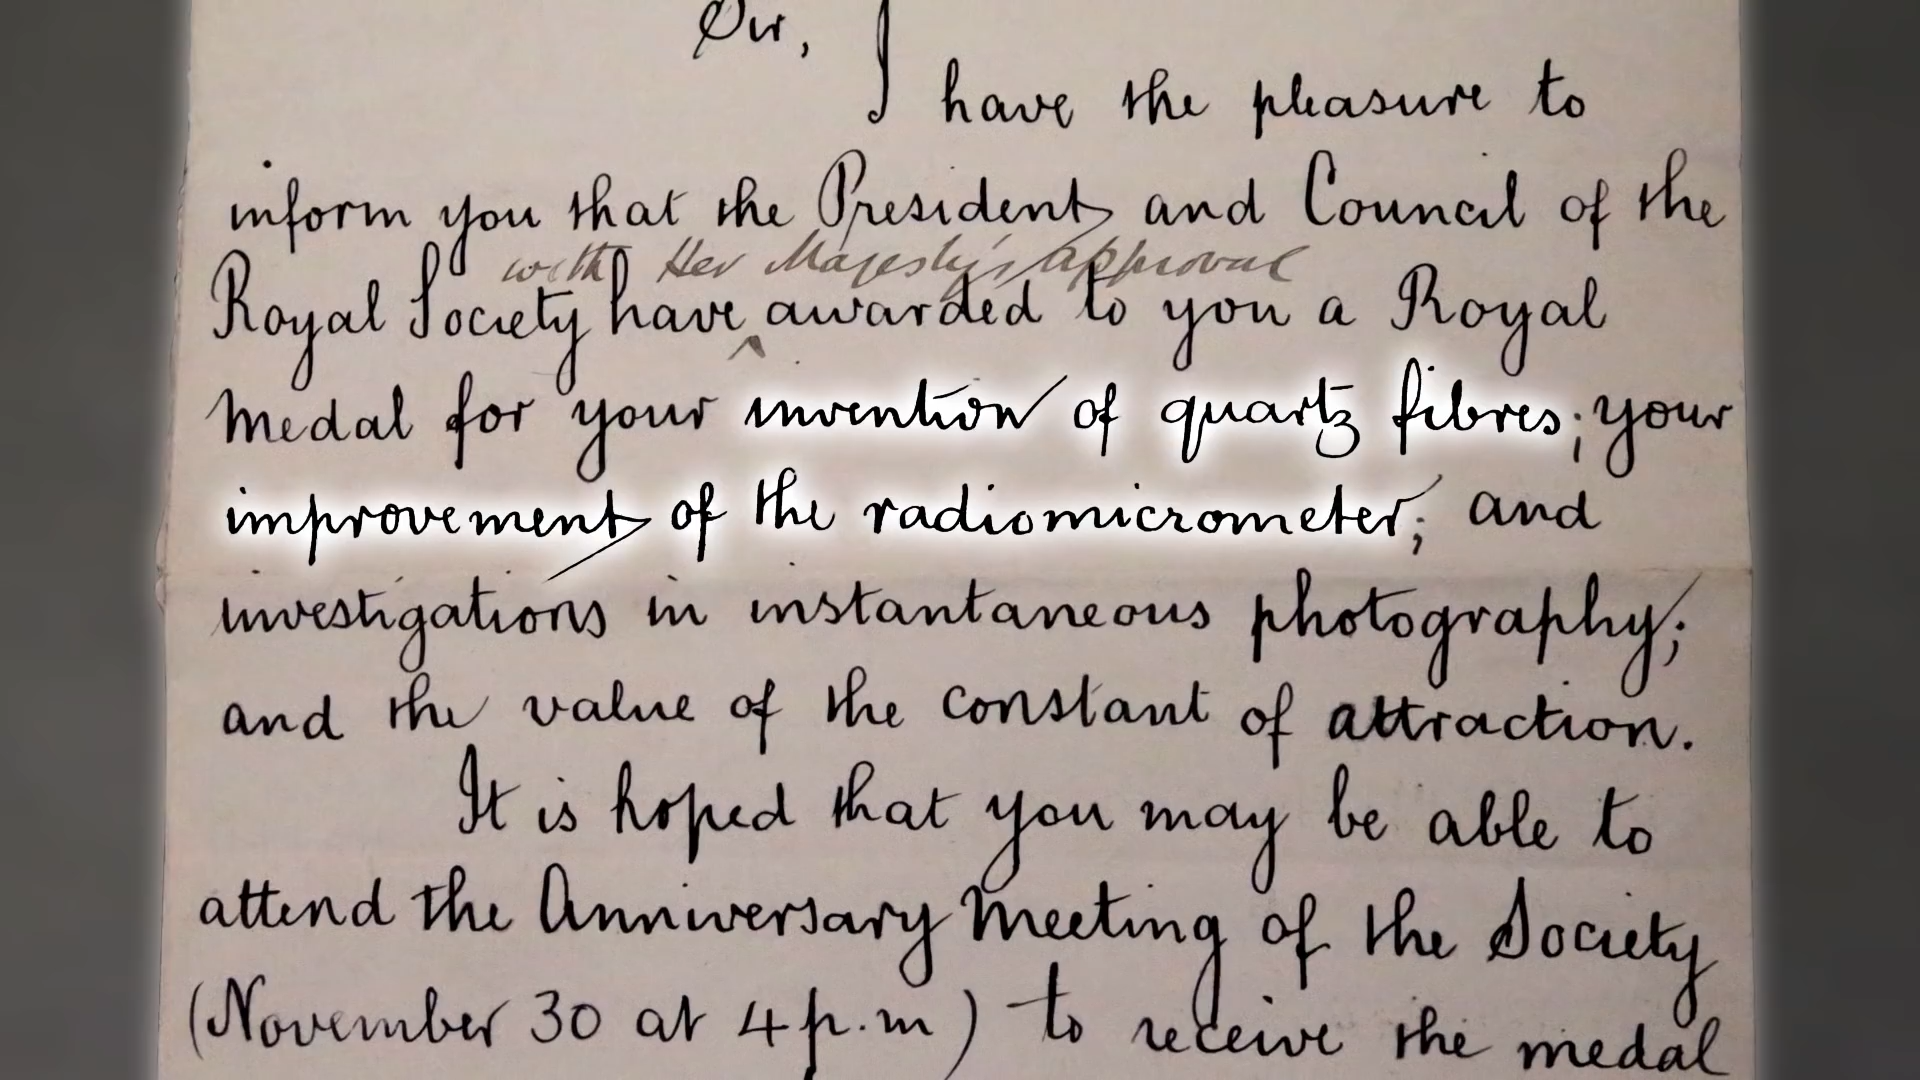 Sir, I have the pleasure to
inform you that the President and Council of the
with Her Majesty's approval
Royal Society have awarded to you a Royal
Medal for your invention of quartz fibres; your
improvement of the radiomicrometer; and
investigations in instantaneous photography;
and the value of the constant of attraction.
It is hoped that you may be able to
attend the Anniversary Meeting of the Society
(November 30 at 4 p.m) to receive the medal